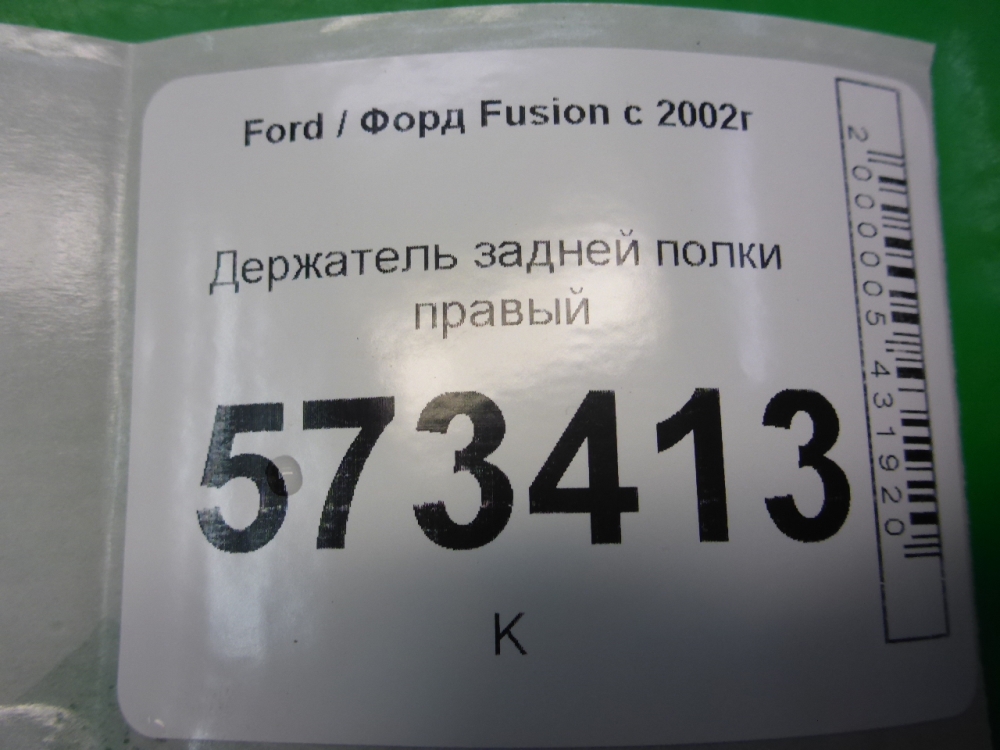 Ford / Форд Fusion с 2002г
Держатель задней полки
правый
573413
К
2000005431920